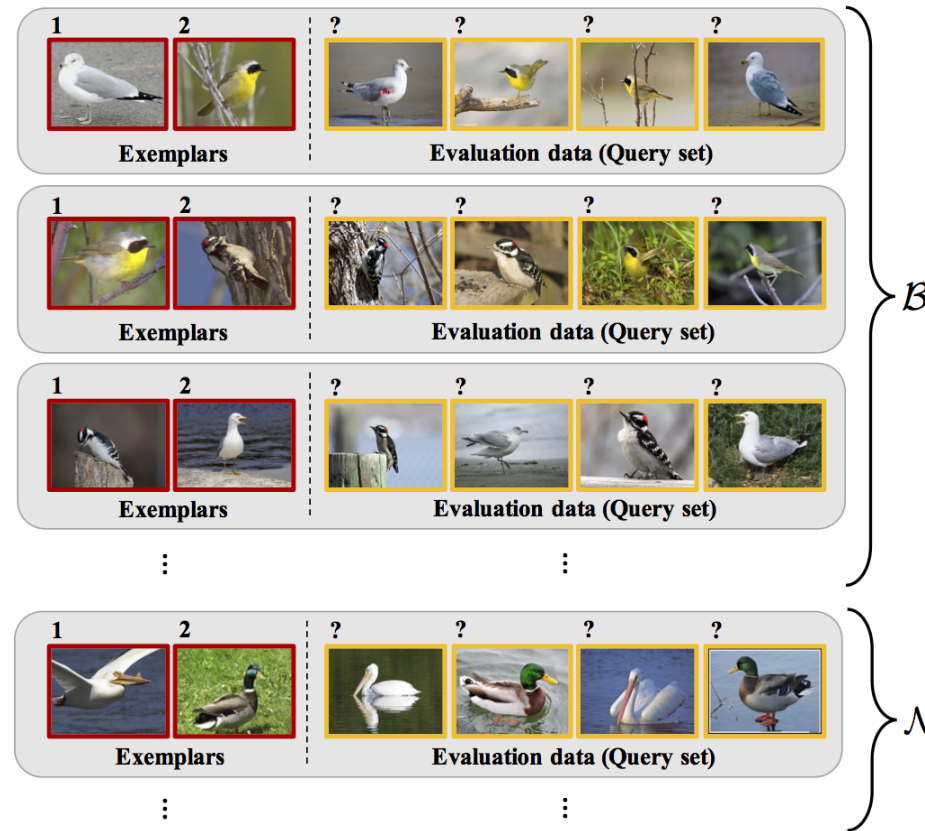 1 2 ? ? ? ?
Exemplars Evaluation data (Query set)
1 2 ? ? ? ?
Exemplars Evaluation data (Query set)
ℬ
1 2 ? ? ? ?
Exemplars Evaluation data (Query set)
⋮ ⋮
1 2 ? ? ? ?
Exemplars Evaluation data (Query set)
𝒩
⋮ ⋮